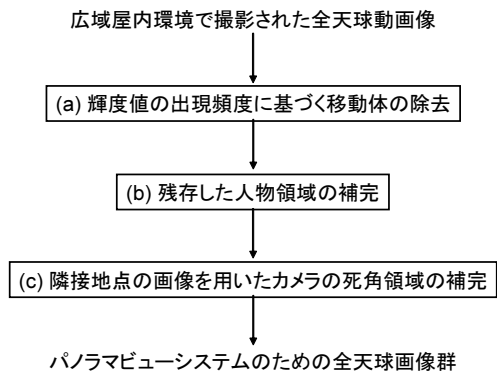 広域屋内環境で撮影された全天球動画像
(a) 輝度値の出現頻度に基づく移動体の除去
(b) 残存した人物領域の補完
(c) 隣接地点の画像を用いたカメラの死角領域の補完
パノラマビューシステムのための全天球画像群